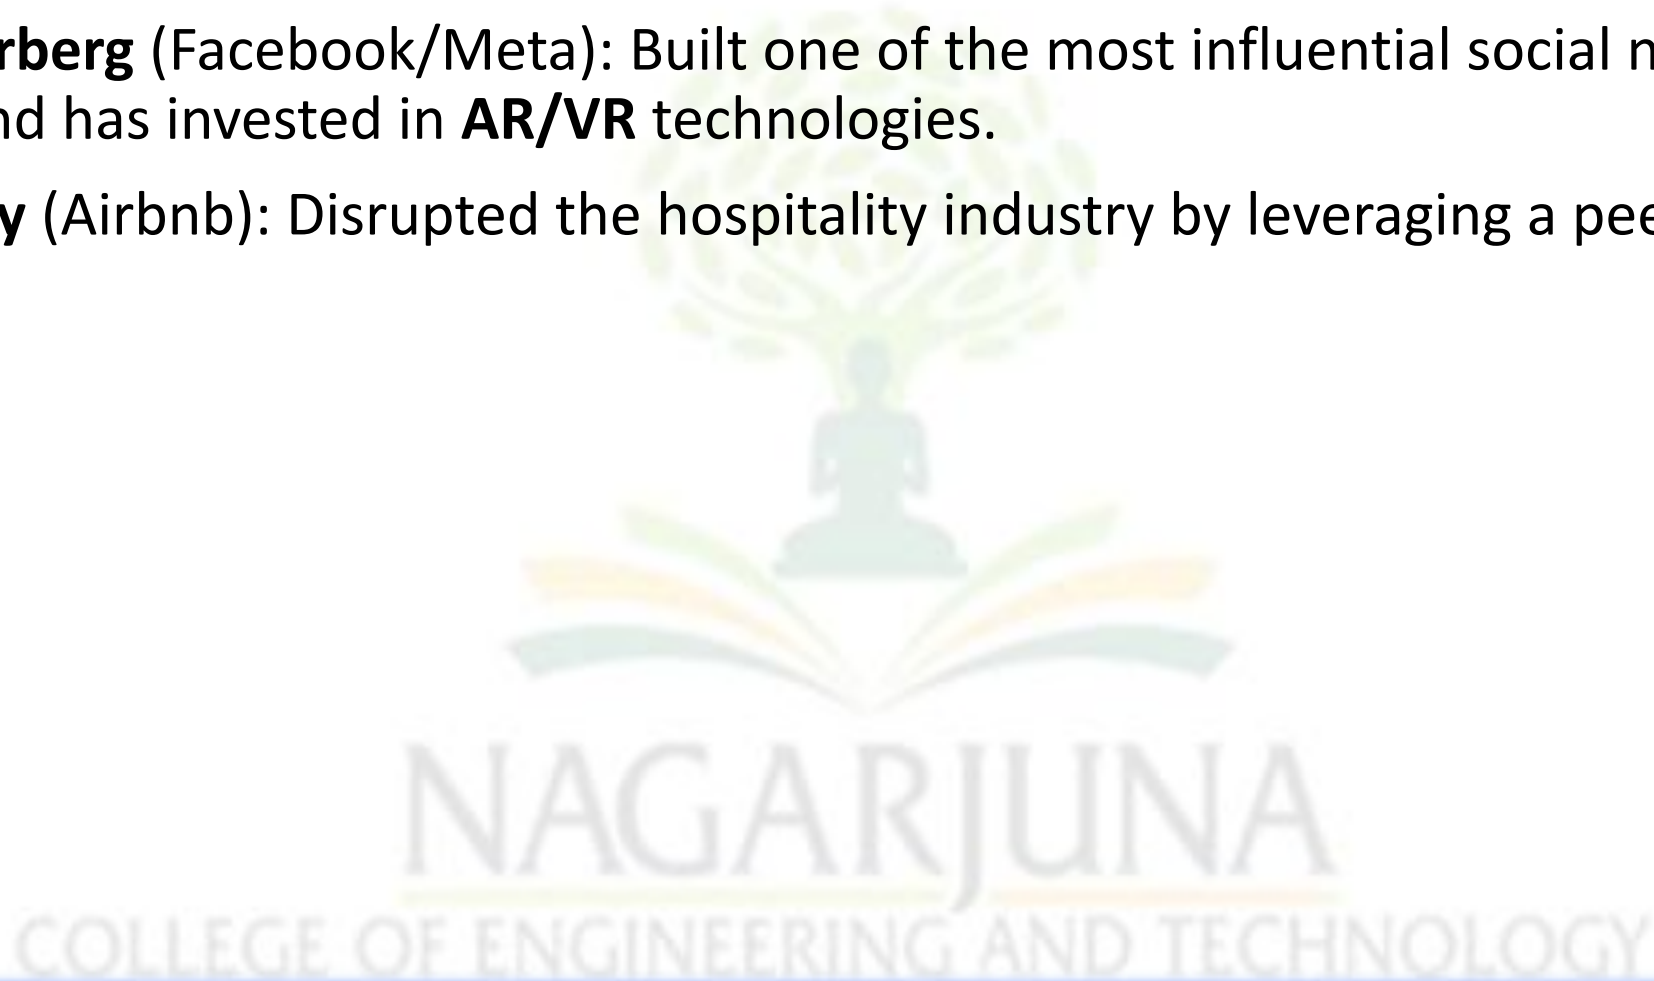 rberg (Facebook/Meta): Built one of the most influential social n
nd has invested in AR/VR technologies.
y (Airbnb): Disrupted the hospitality industry by leveraging a pee
NAGARJUNA
COLLEGE OF ENGINEERING AND TECHNOLOGY